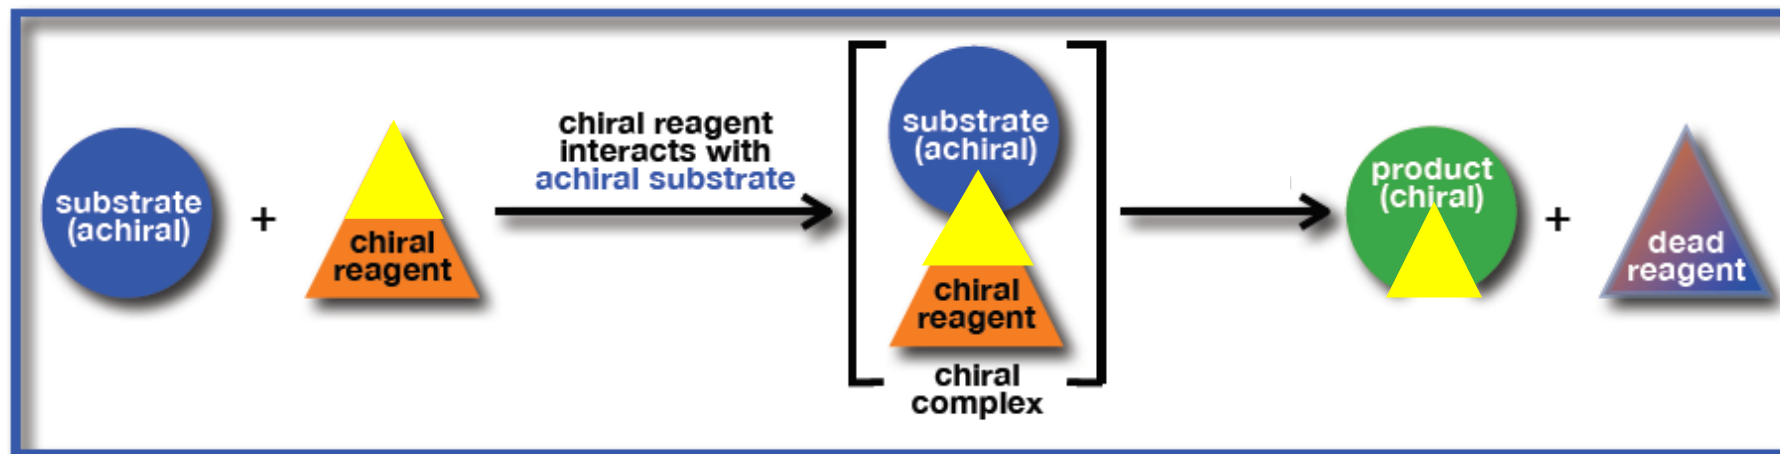 substrate
(achiral)
+
chiral
reagent
chiral reagent
interacts with
achiral substrate
substrate
(achiral)
chiral
reagent
chiral
complex
product
(chiral)
+
dead
reagent